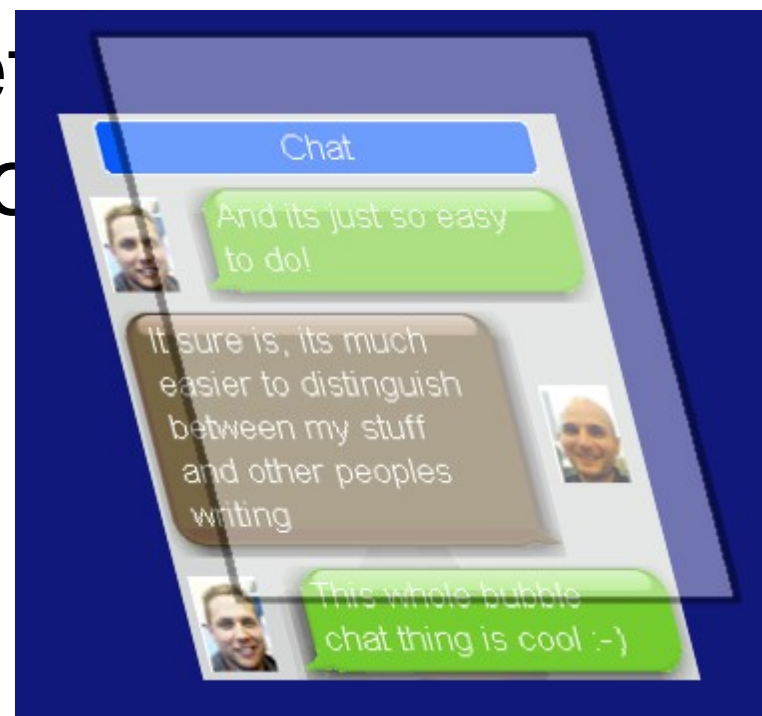 Chat
And its just so easy
to do!
It sure is, its much
easier to distinguish
between my stuff
and other peoples
writing
This whole bubble
chat thing is cool :-)